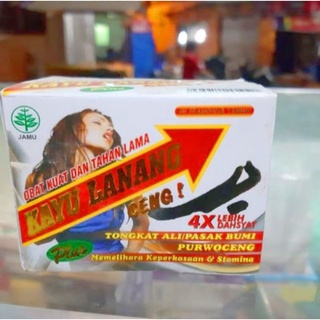 JAMU
OBAT KUAT DAN TAHAN LAMA
KAYU LANANG
CENG!
Plus
4X LEBIH
DAHSYAT
TONGKAT ALI/PASAK BUMI
PURWOCENG
Memelihara Keperkasaan & Stamina